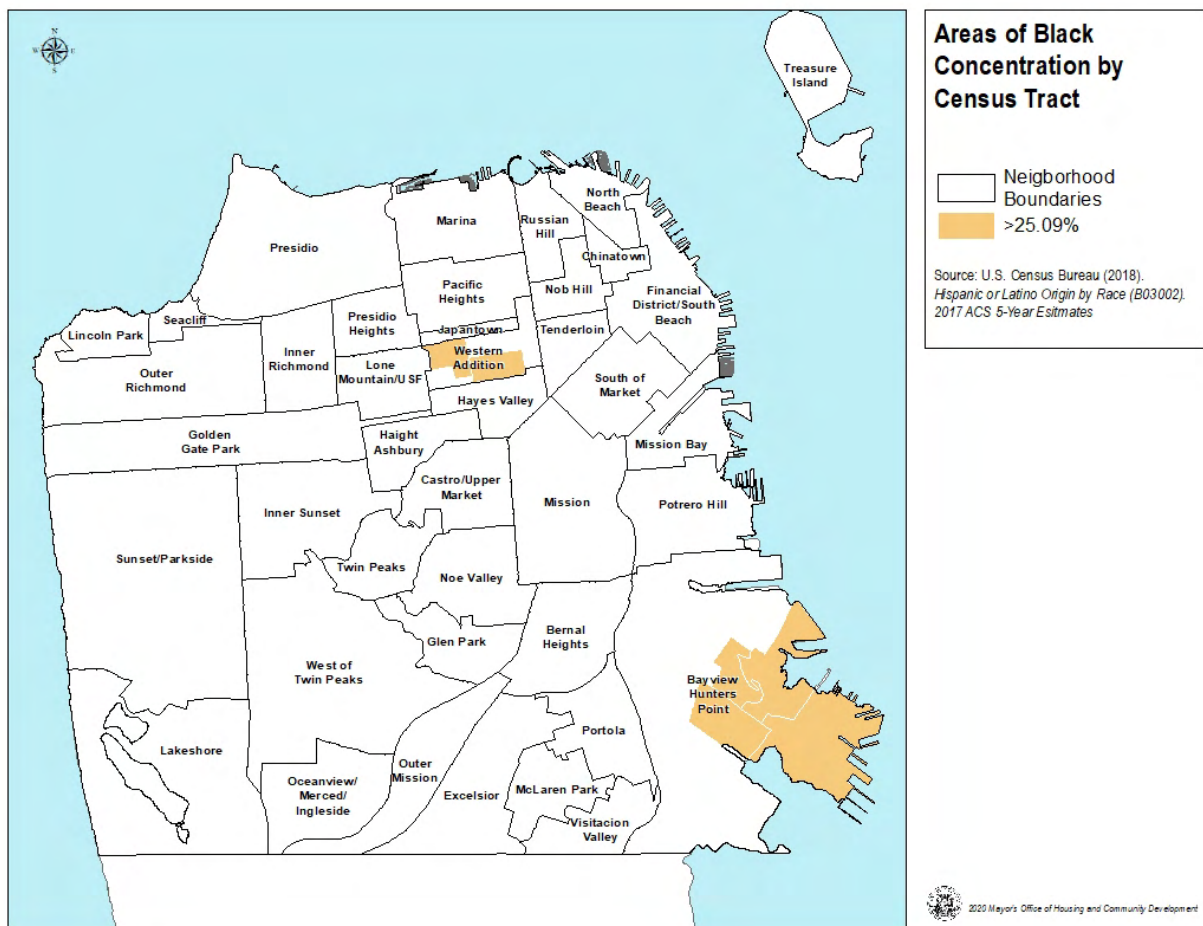 Areas of Black
Concentration by
Census Tract
Neigborhood
Boundaries
>25.09%
Source: U.S. Census Bureau (2018).
Hispanic or Latino Origin by Race (B03002).
2017 ACS 5-Year Esitmates
N
W
E
S
Treasure
Island
North
Beach
Marina
Russian
Hill
Presidio
Chinatown
Pacific
Heights
Nob Hill
Financial
District/South
Beach
Seacliff
Lincoln Park
Presidio
Heights
Japantown
Tenderloin
Inner
Richmond
Western
Addition
Outer
Richmond
Lone
Mountain/USF
South of
Market
Hayes Valley
Golden
Gate Park
Haight
Ashbury
Mission Bay
Castro/Upper
Market
Mission
Potrero Hill
Inner Sunset
Sunset/Parkside
Twin Peaks
Noe Valley
Glen Park
Bernal
Heights
West of
Twin Peaks
Bayview
Hunters
Point
Portola
Lakeshore
Outer
Mission
Oceanview/
Merced/
Ingleside
Excelsior
McLaren Park
Visitacion
Valley
2020 Mayor's Office of Housing and Community Development